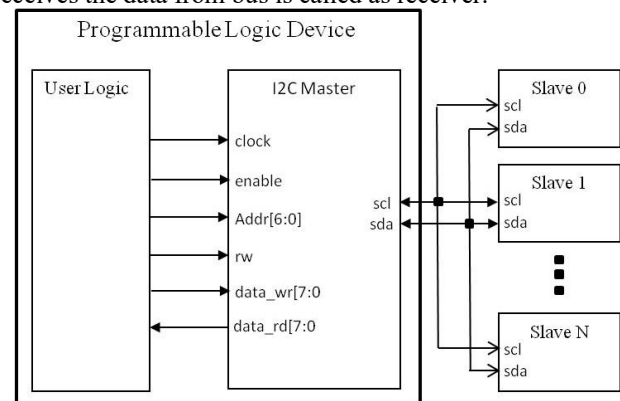 receives the data from bus is called as receiver.
Programmable Logic Device
User Logic
I2C Master
clock
enable
Addr[6:0]
rw
data_wr[7:0
data_rd[7:0
scl
sda
Slave 0
scl
sda
Slave 1
scl
sda
Slave N
scl
sda